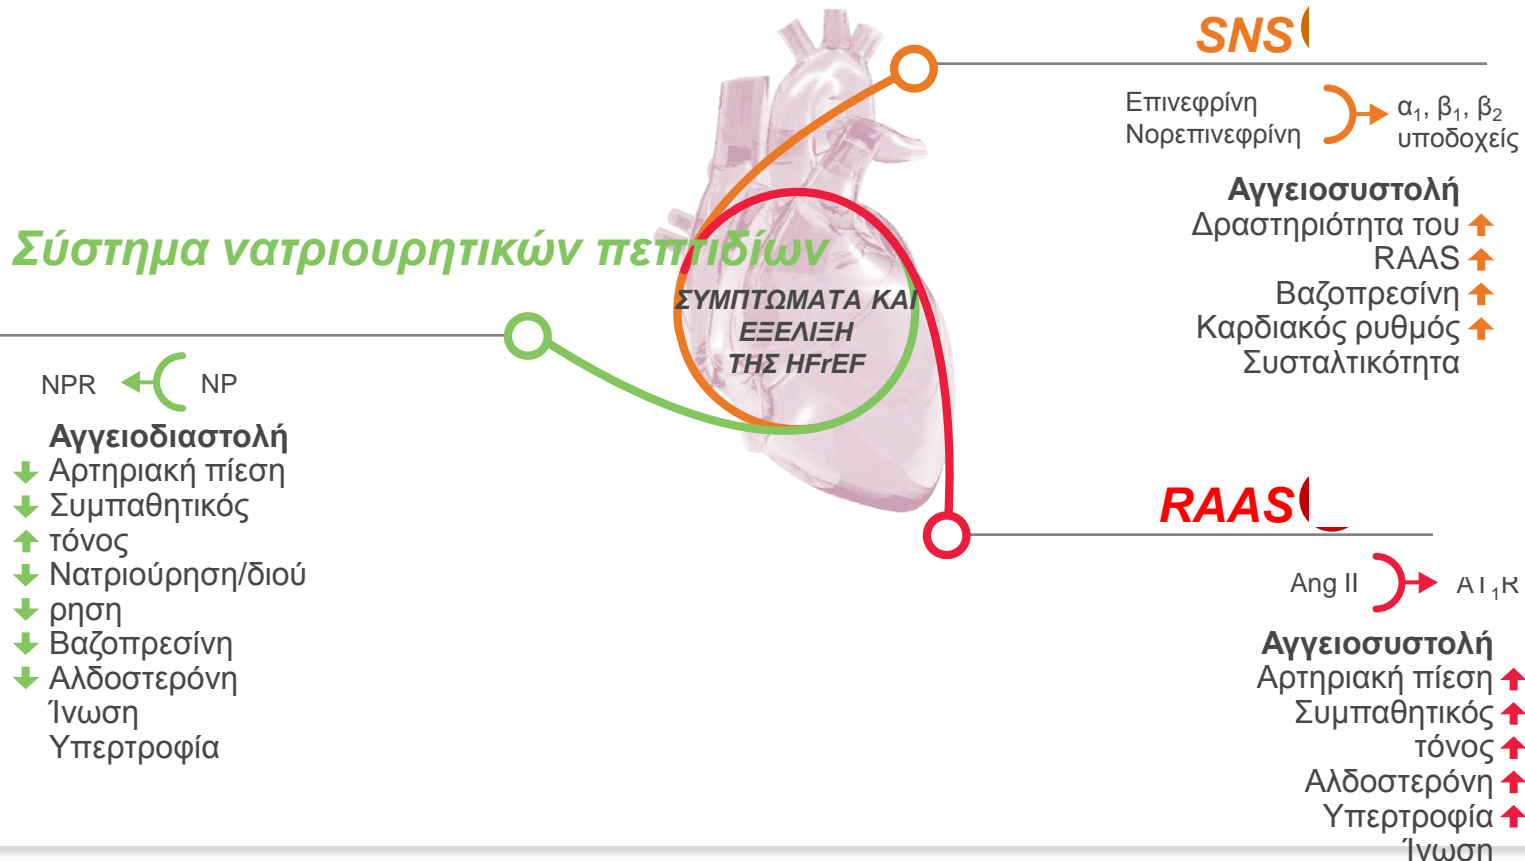 SNS
Επινεφρίνη
Νορεπινεφρίνη
α1, β1, β2
υποδοχείς
Αγγειοσυστολή
Δραστηριότητα του
RAAS
Βαζοπρεσίνη
Καρδιακός ρυθμός
Συσταλτικότητα
Σύστημα νατριουρητικών πεπτιδίων
ΣΥΜΠΤΩΜΑΤΑ ΚΑΙ
ΕΞΕΛΙΞΗ
ΤΗΣ HFrEF
NPR
NP
Αγγειοδιαστολή
Αρτηριακή πίεση
Συμπαθητικός
τόνος
Νατριούρηση/διού
ρηση
Βαζοπρεσίνη
Αλδοστερόνη
Ίνωση
Υπερτροφία
RAAS
Ang II
AT1R
Αγγειοσυστολή
Αρτηριακή πίεση
Συμπαθητικός
τόνος
Αλδοστερόνη
Υπερτροφία
Ίνωση